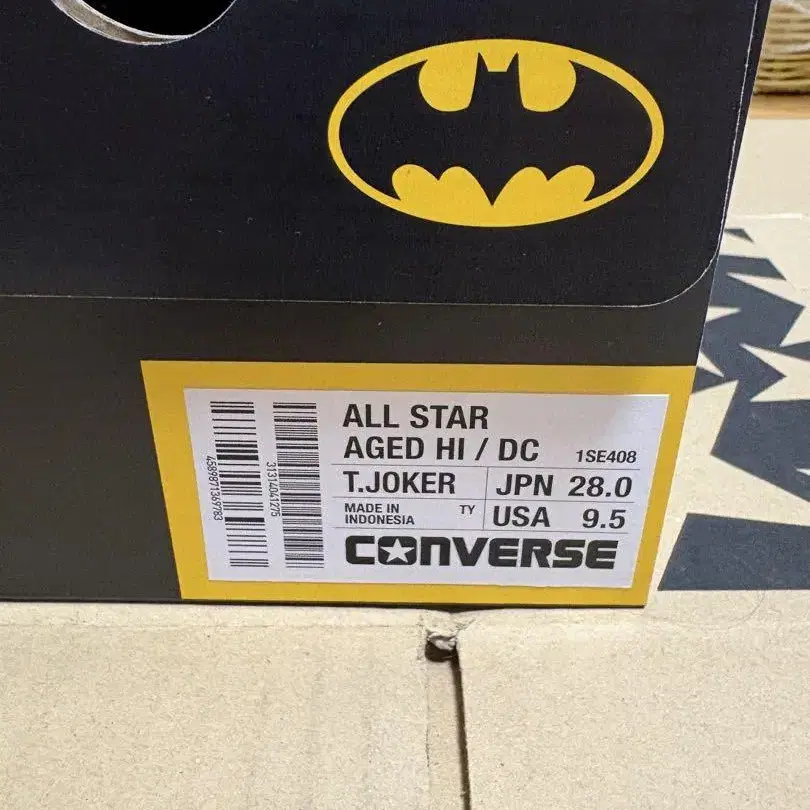 ALL STAR
AGED HI / DC 1SE408
T.JOKER JPN 28.0
MADE IN INDONESIA TY USA 9.5
CONVERSE
4589871369783
31314041275